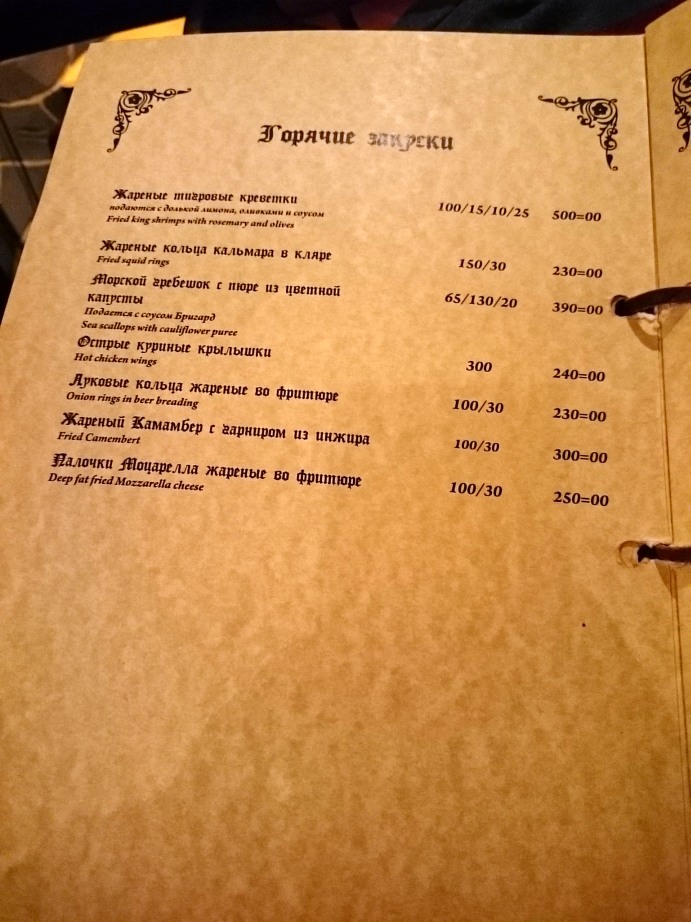 Горячие закуски
Жареные тигровые креветки 100/15/10/25 500=00
подаются с долькой лимона, оливками и соусом
Fried king shrimps with rosemary and olives
Жареные кольца кальмара в кляре 150/30 230=00
Fried squid rings
Морской гребешок с пюре из цветной
капусты 65/130/20 390=00
Подается с соусом Бригард
Sea scallops with cauliflower puree
Острые куриные крылышки 300 240=00
Hot chicken wings
Луковые кольца жареные во фритюре 100/30 230=00
Onion rings in beer breading
Жареный Камамбер с гарниром из инжира 100/30 300=00
Fried Camembert
Палочки Моцарелла жареные во фритюре 100/30 250=00
Deep fat fried Mozzarella cheese